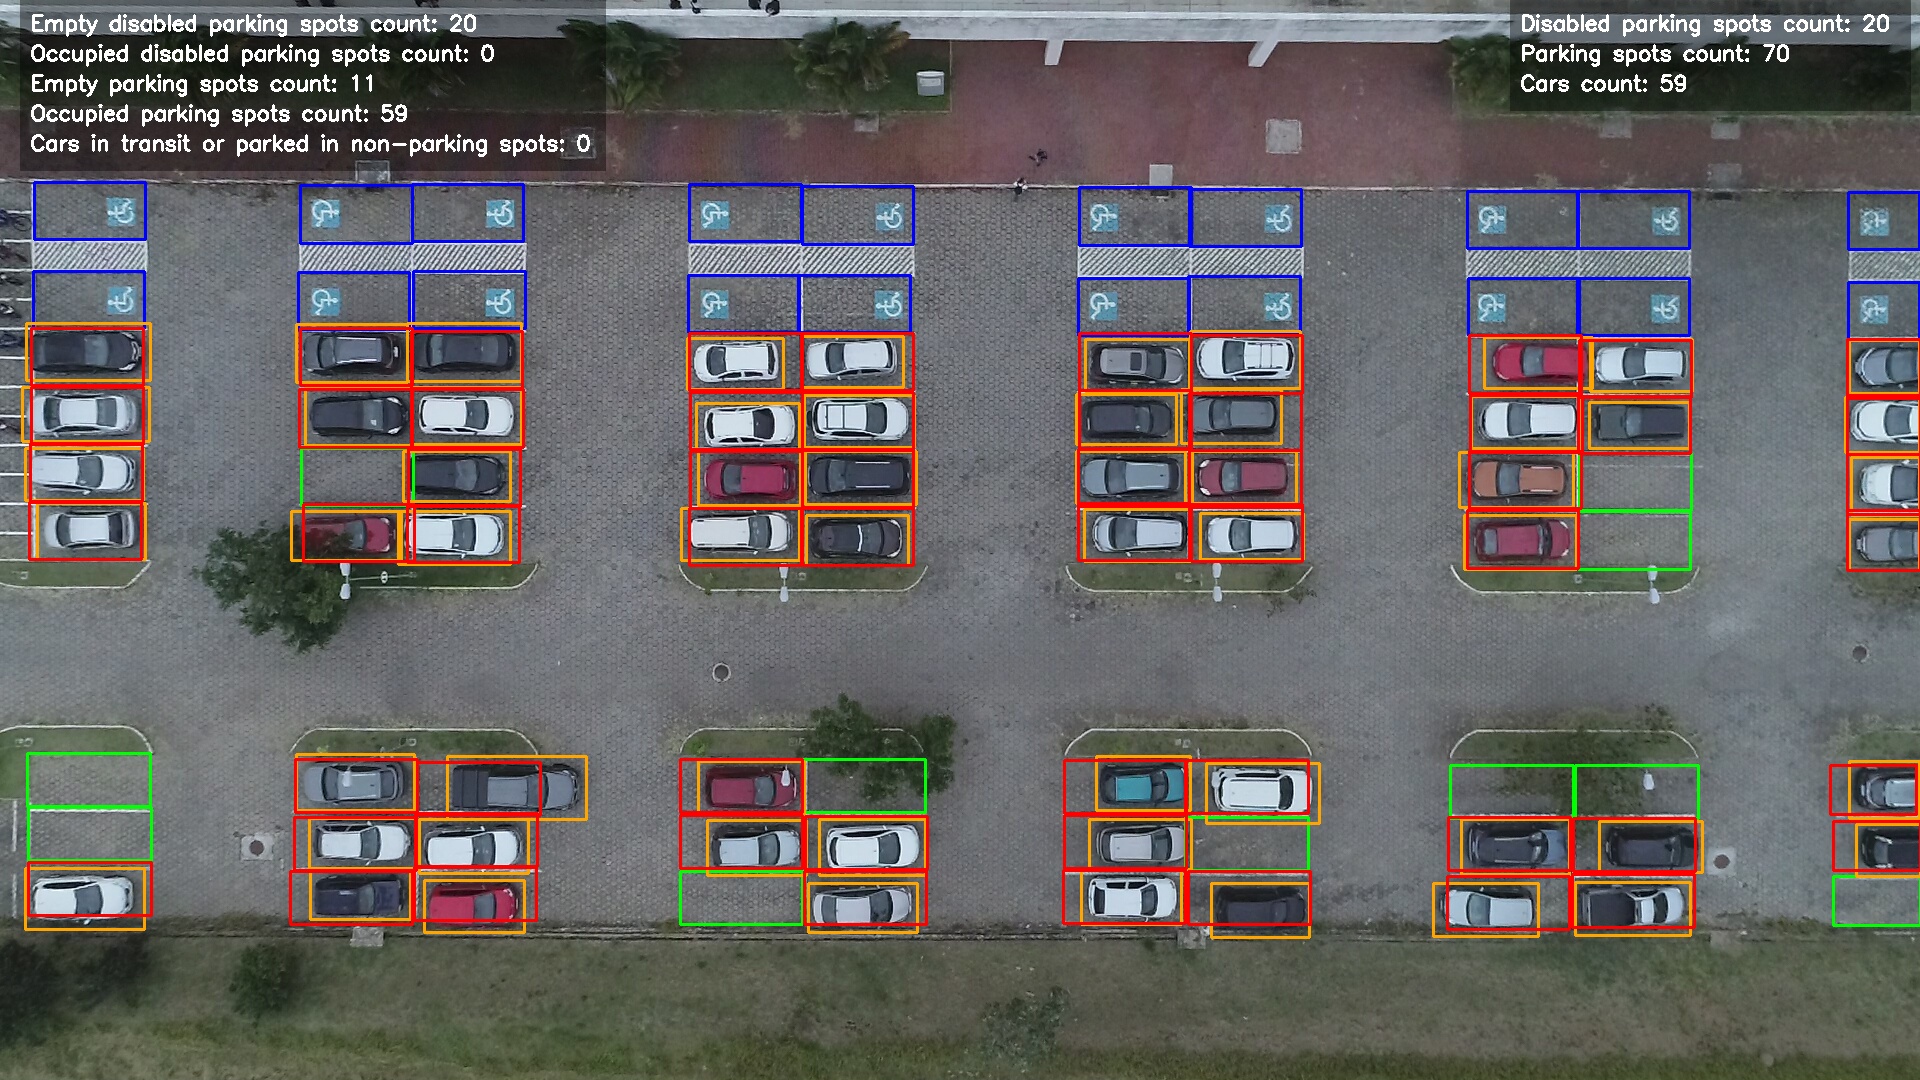 Empty disabled parking spots count: 20
Occupied disabled parking spots count: 0
Empty parking spots count: 11
Occupied parking spots count: 59
Cars in transit or parked in non-parking spots: 0
Disabled parking spots count: 20
Parking spots count: 70
Cars count: 59